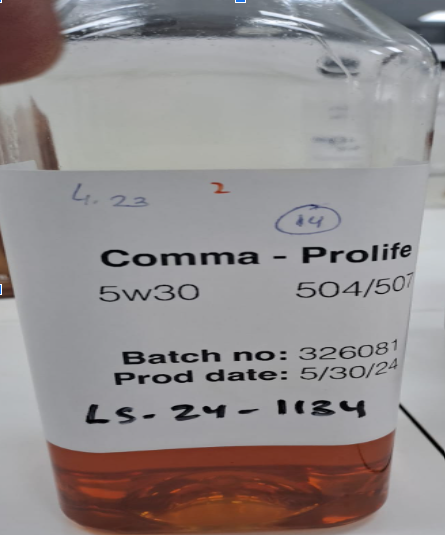 4.23 2
14
Comma - Prolife
5w30 504/507
Batch no: 326081
Prod date: 5/30/24
LS-24-1134